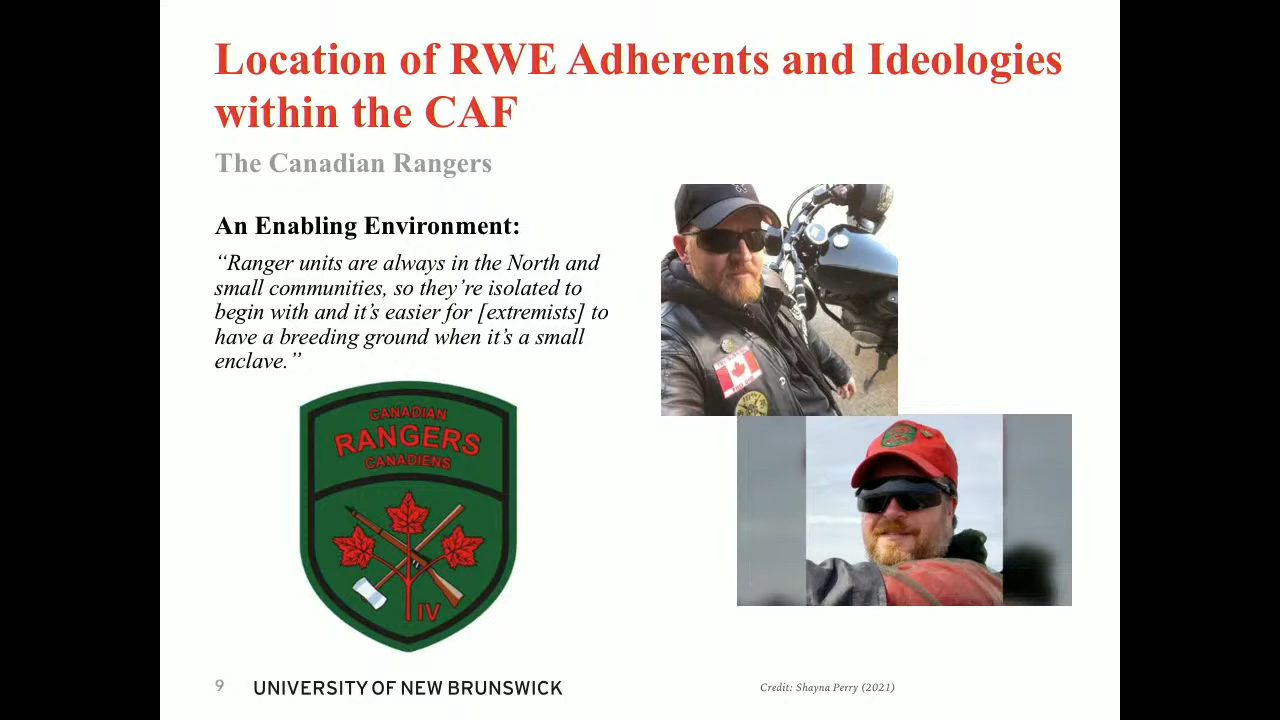 Location of RWE Adherents and Ideologies
within the CAF
The Canadian Rangers
An Enabling Environment:
“Ranger units are always in the North and
small communities, so they’re isolated to
begin with and it’s easier for [extremists] to
have a breeding ground when it’s a small
enclave.”
CANADIAN
RANGERS
CANADIENS
IV
9
UNIVERSITY OF NEW BRUNSWICK
Credit: Shayna Perry (2021)